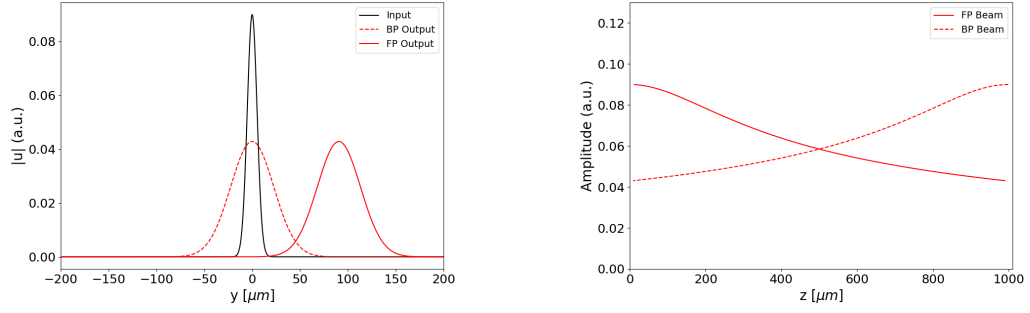 Input
BP Output
FP Output
|u| (a.u.)
0.08
0.06
0.04
0.02
0.00
−200 −150 −100 −50 0 50 100 150 200
y [μm]
FP Beam
BP Beam
Amplitude (a.u.)
0.12
0.10
0.08
0.06
0.04
0.02
0.00
0 200 400 600 800 1000
z [μm]